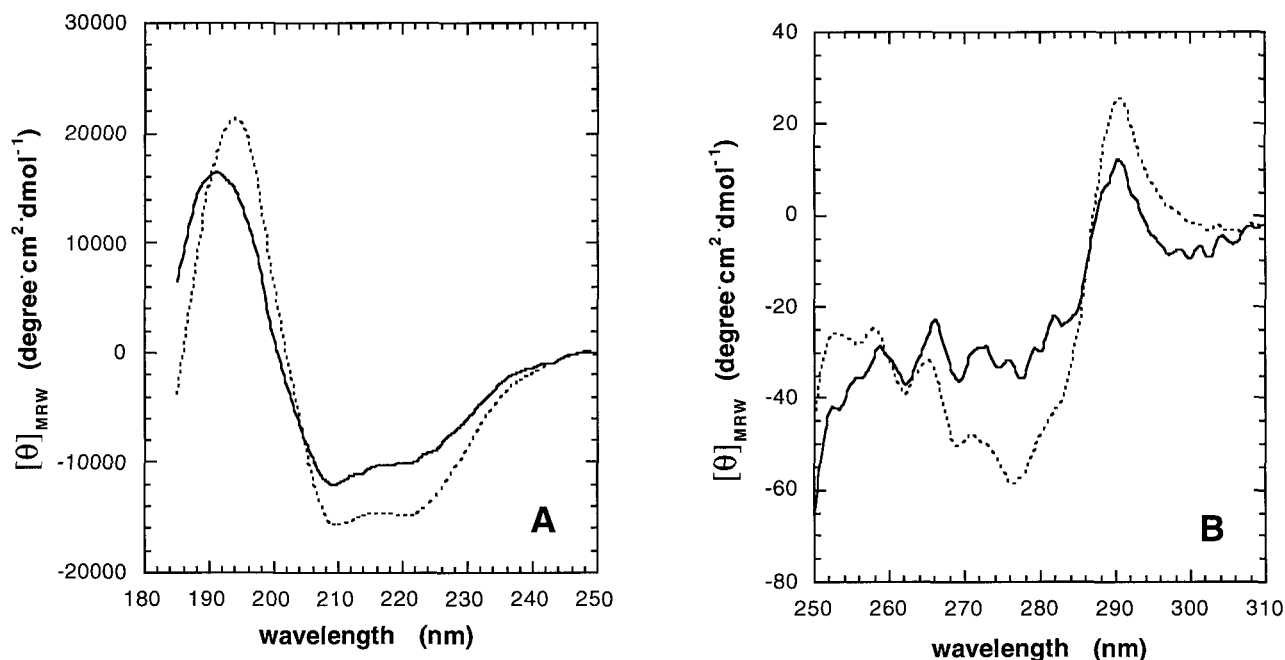 30000
20000
10000
0
-10000
-20000
[θ]MRW (degree·cm²·dmol⁻¹)
A
180 190 200 210 220 230 240 250
wavelength (nm)
40
20
0
-20
-40
-60
-80
[θ]MRW (degree·cm²·dmol⁻¹)
B
250 260 270 280 290 300 310
wavelength (nm)